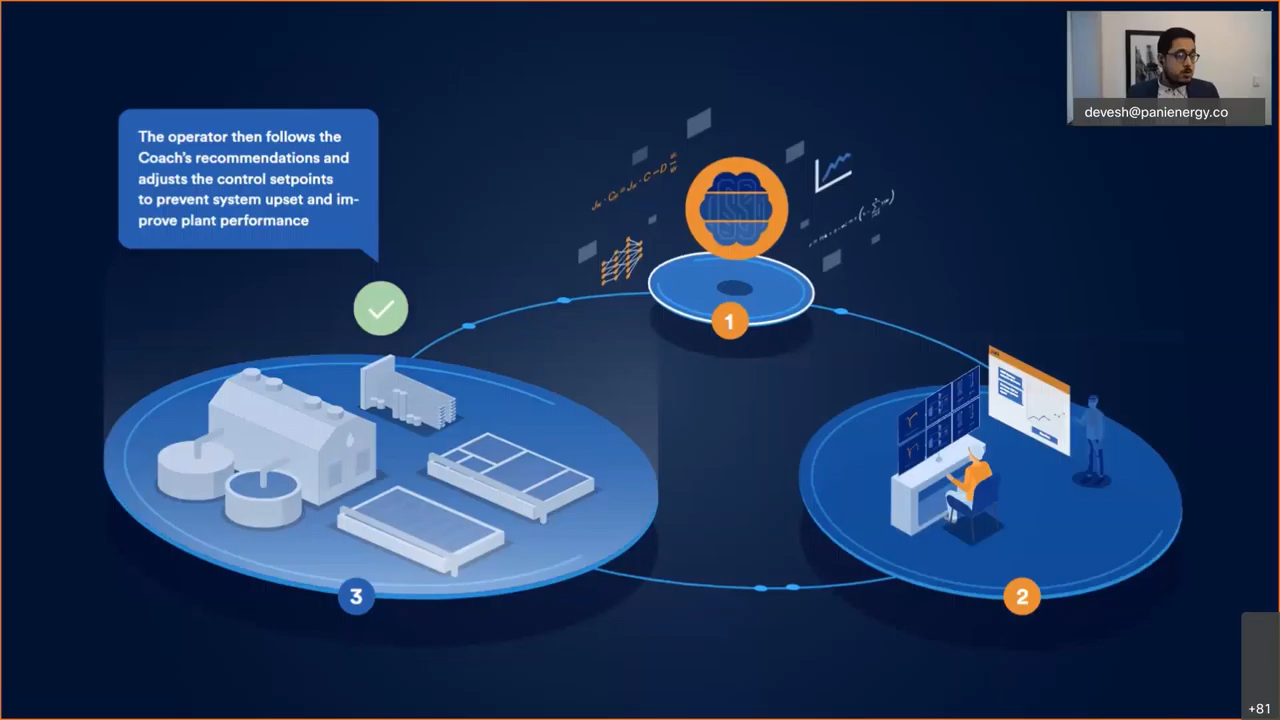 devesh@panienergy.co
The operator then follows the
Coach's recommendations and
adjusts the control setpoints
to prevent system upset and im-
prove plant performance
1
3
2
+81